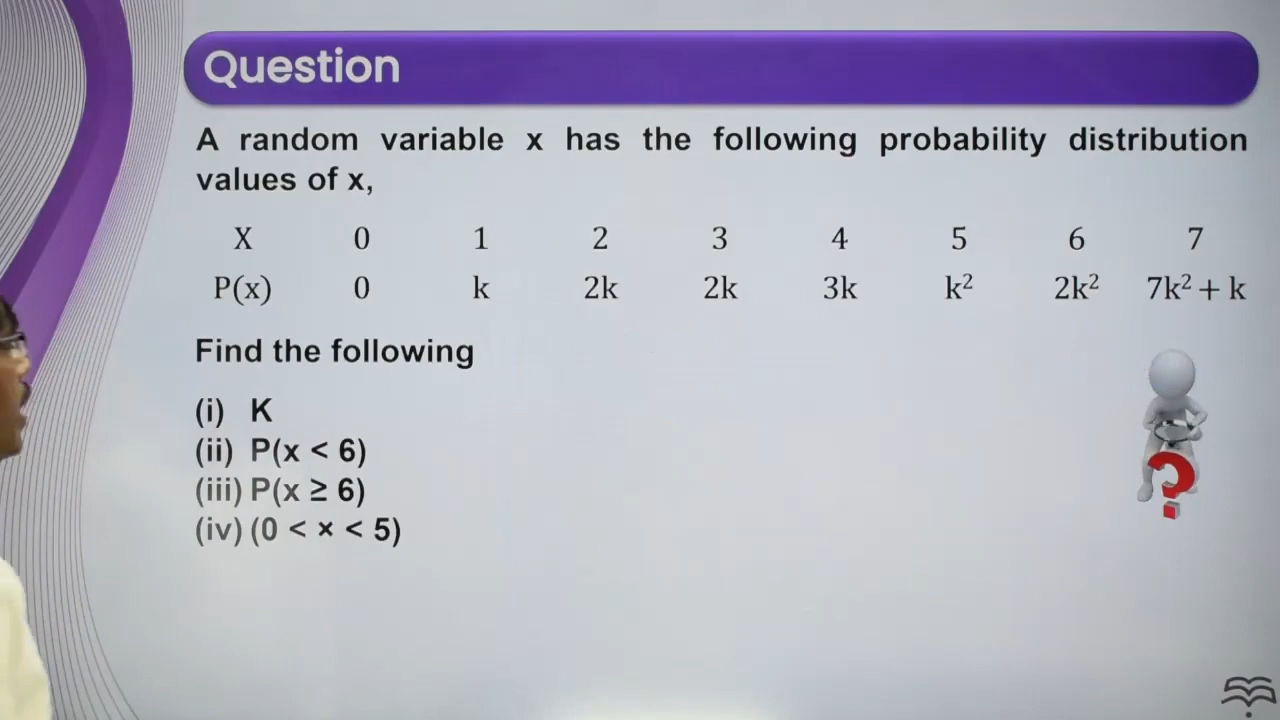 Question
A random variable x has the following probability distribution
values of x,
X 0 1 2 3 4 5 6 7
P(x) 0 k 2k 2k 3k k² 2k² 7k² + k
Find the following
(i) K
(ii) P(x < 6)
(iii) P(x ≥ 6)
(iv) (0 < × < 5)